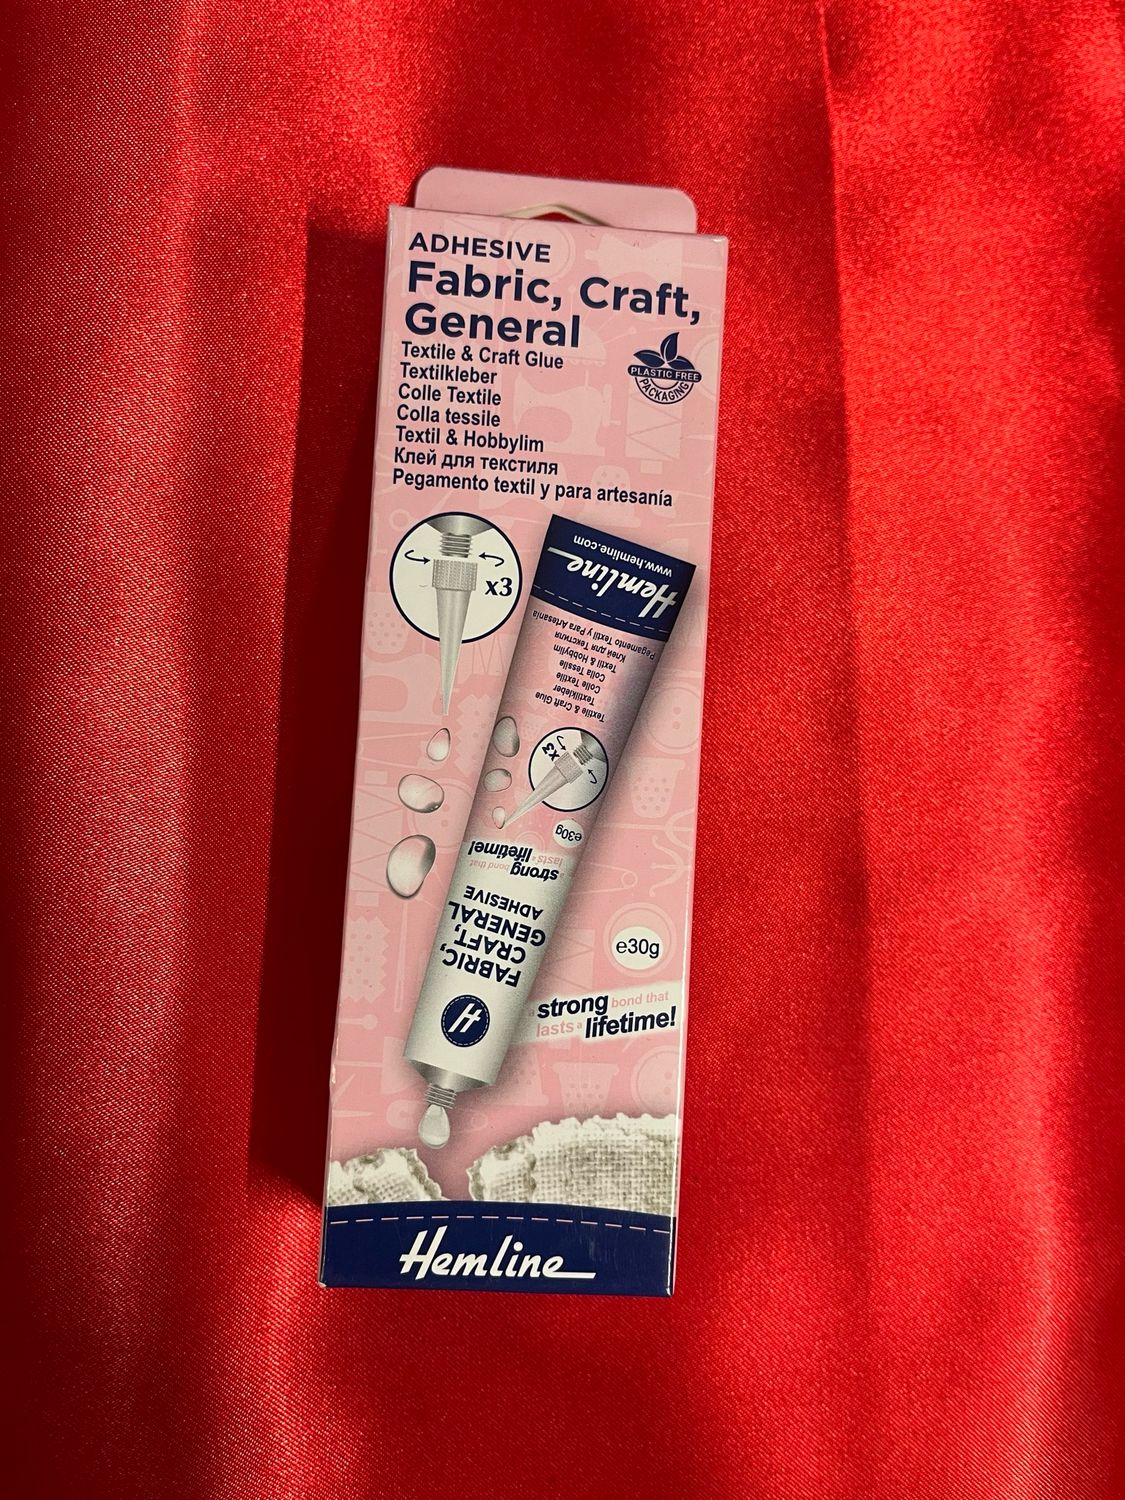 ADHESIVE
Fabric, Craft,
General
Textile & Craft Glue
Textilkleber
Colle Textile
Colla tessile
Textil & Hobbylim
Клей для текстиля
Pegamento textil y para artesanía
PLASTIC FREE
PACKAGING
x3
Hemline
www.hemline.com
Textile & Craft Glue
Textilkleber
Colle Textile
Colla Tessile
Textil & Hobbylim
Клей для Текстиля
Pegamento Textil y Para Artesanía
x3
e30g
a strong bond that
lasts a lifetime!
FABRIC,
CRAFT,
GENERAL
ADHESIVE
H
e30g
a strong bond that
lasts a lifetime!
Hemline